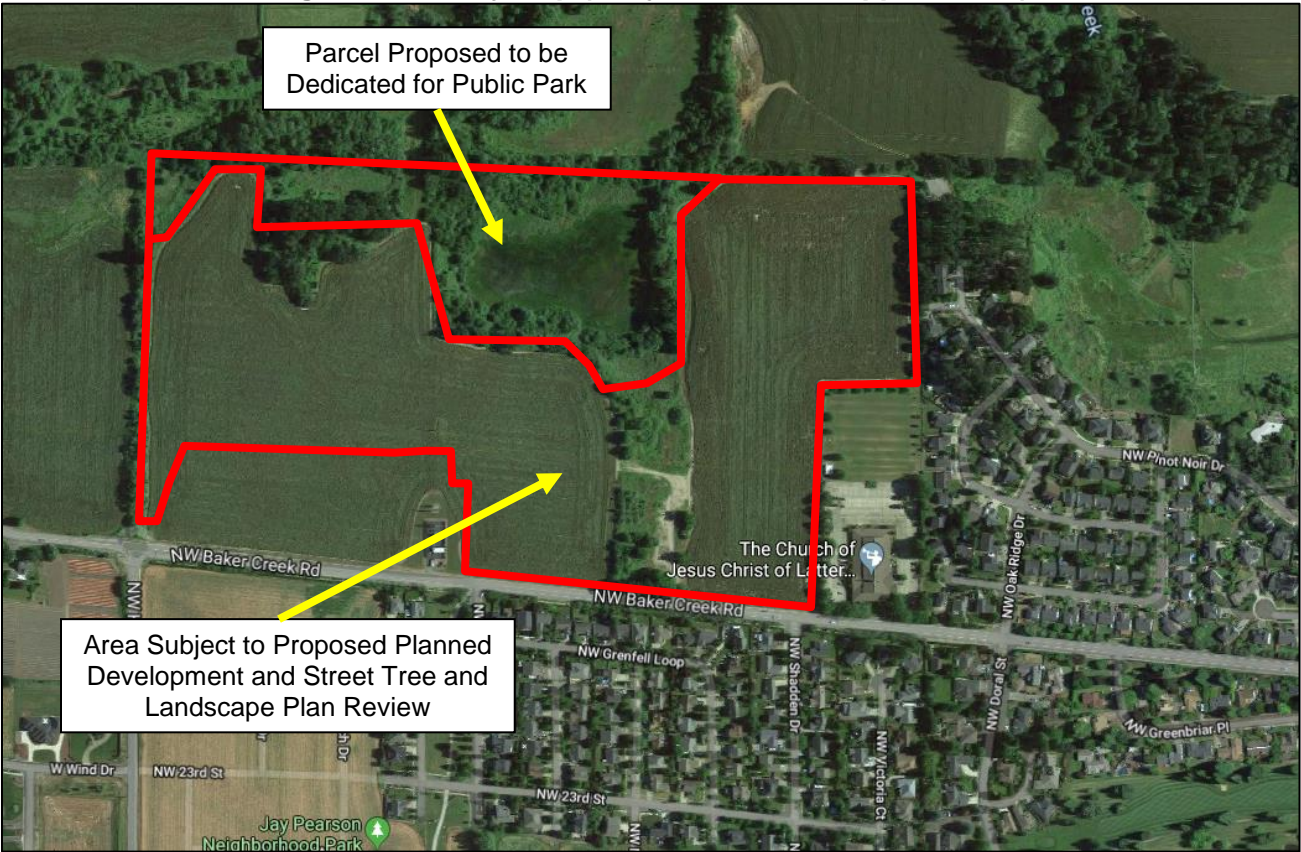 eek
Parcel Proposed to be
Dedicated for Public Park
NW Pinot Noir Dr
NW Oak Ridge Dr
The Church of
Jesus Christ of Latter...
NW Baker Creek Rd
NW Baker Creek Rd
Area Subject to Proposed Planned
Development and Street Tree and
Landscape Plan Review
NW Grenfell Loop
NW Shadden Dr
NW Doral St
NW Victoria Ct
NW Greenbriar Pl
W Wind Dr
NW 23rd St
NW 23rd St
Jay Pearson
Neighborhood Park